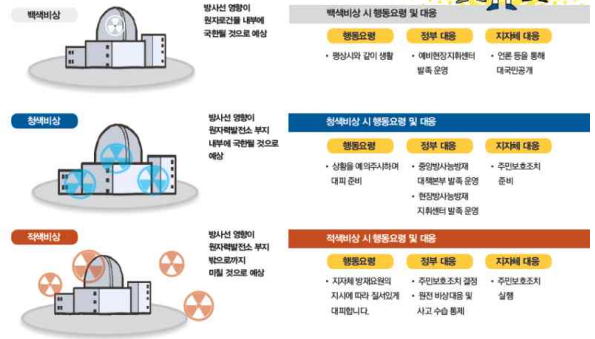 백색비상
방사선 영향이
원자로건물 내부에
국한될 것으로 예상
백색비상 시 행동요령 및 대응
행동요령
정부 대응
지자체 대응
• 평상시와 같이 생활
• 예비현장지휘센터
발족 운영
• 언론 등을 통해
대국민공개
청색비상
방사선 영향이
원자력발전소 부지
내부에 국한될 것으로
예상
청색비상 시 행동요령 및 대응
행동요령
정부 대응
지자체 대응
• 상황을 예의주시하며
대피 준비
• 중앙방사능방재
대책본부 발족 운영
• 현장방사능방재
지휘센터 발족 운영
• 주민보호조치
준비
적색비상
방사선 영향이
원자력발전소 부지
밖으로까지
미칠 것으로 예상
적색비상 시 행동요령 및 대응
행동요령
정부 대응
지자체 대응
• 지자체 방재요원의
지시에 따라 질서있게
대피합니다.
• 주민보호조치 결정
• 원전 비상대응 및
사고 수습 통제
• 주민보호조치
실행